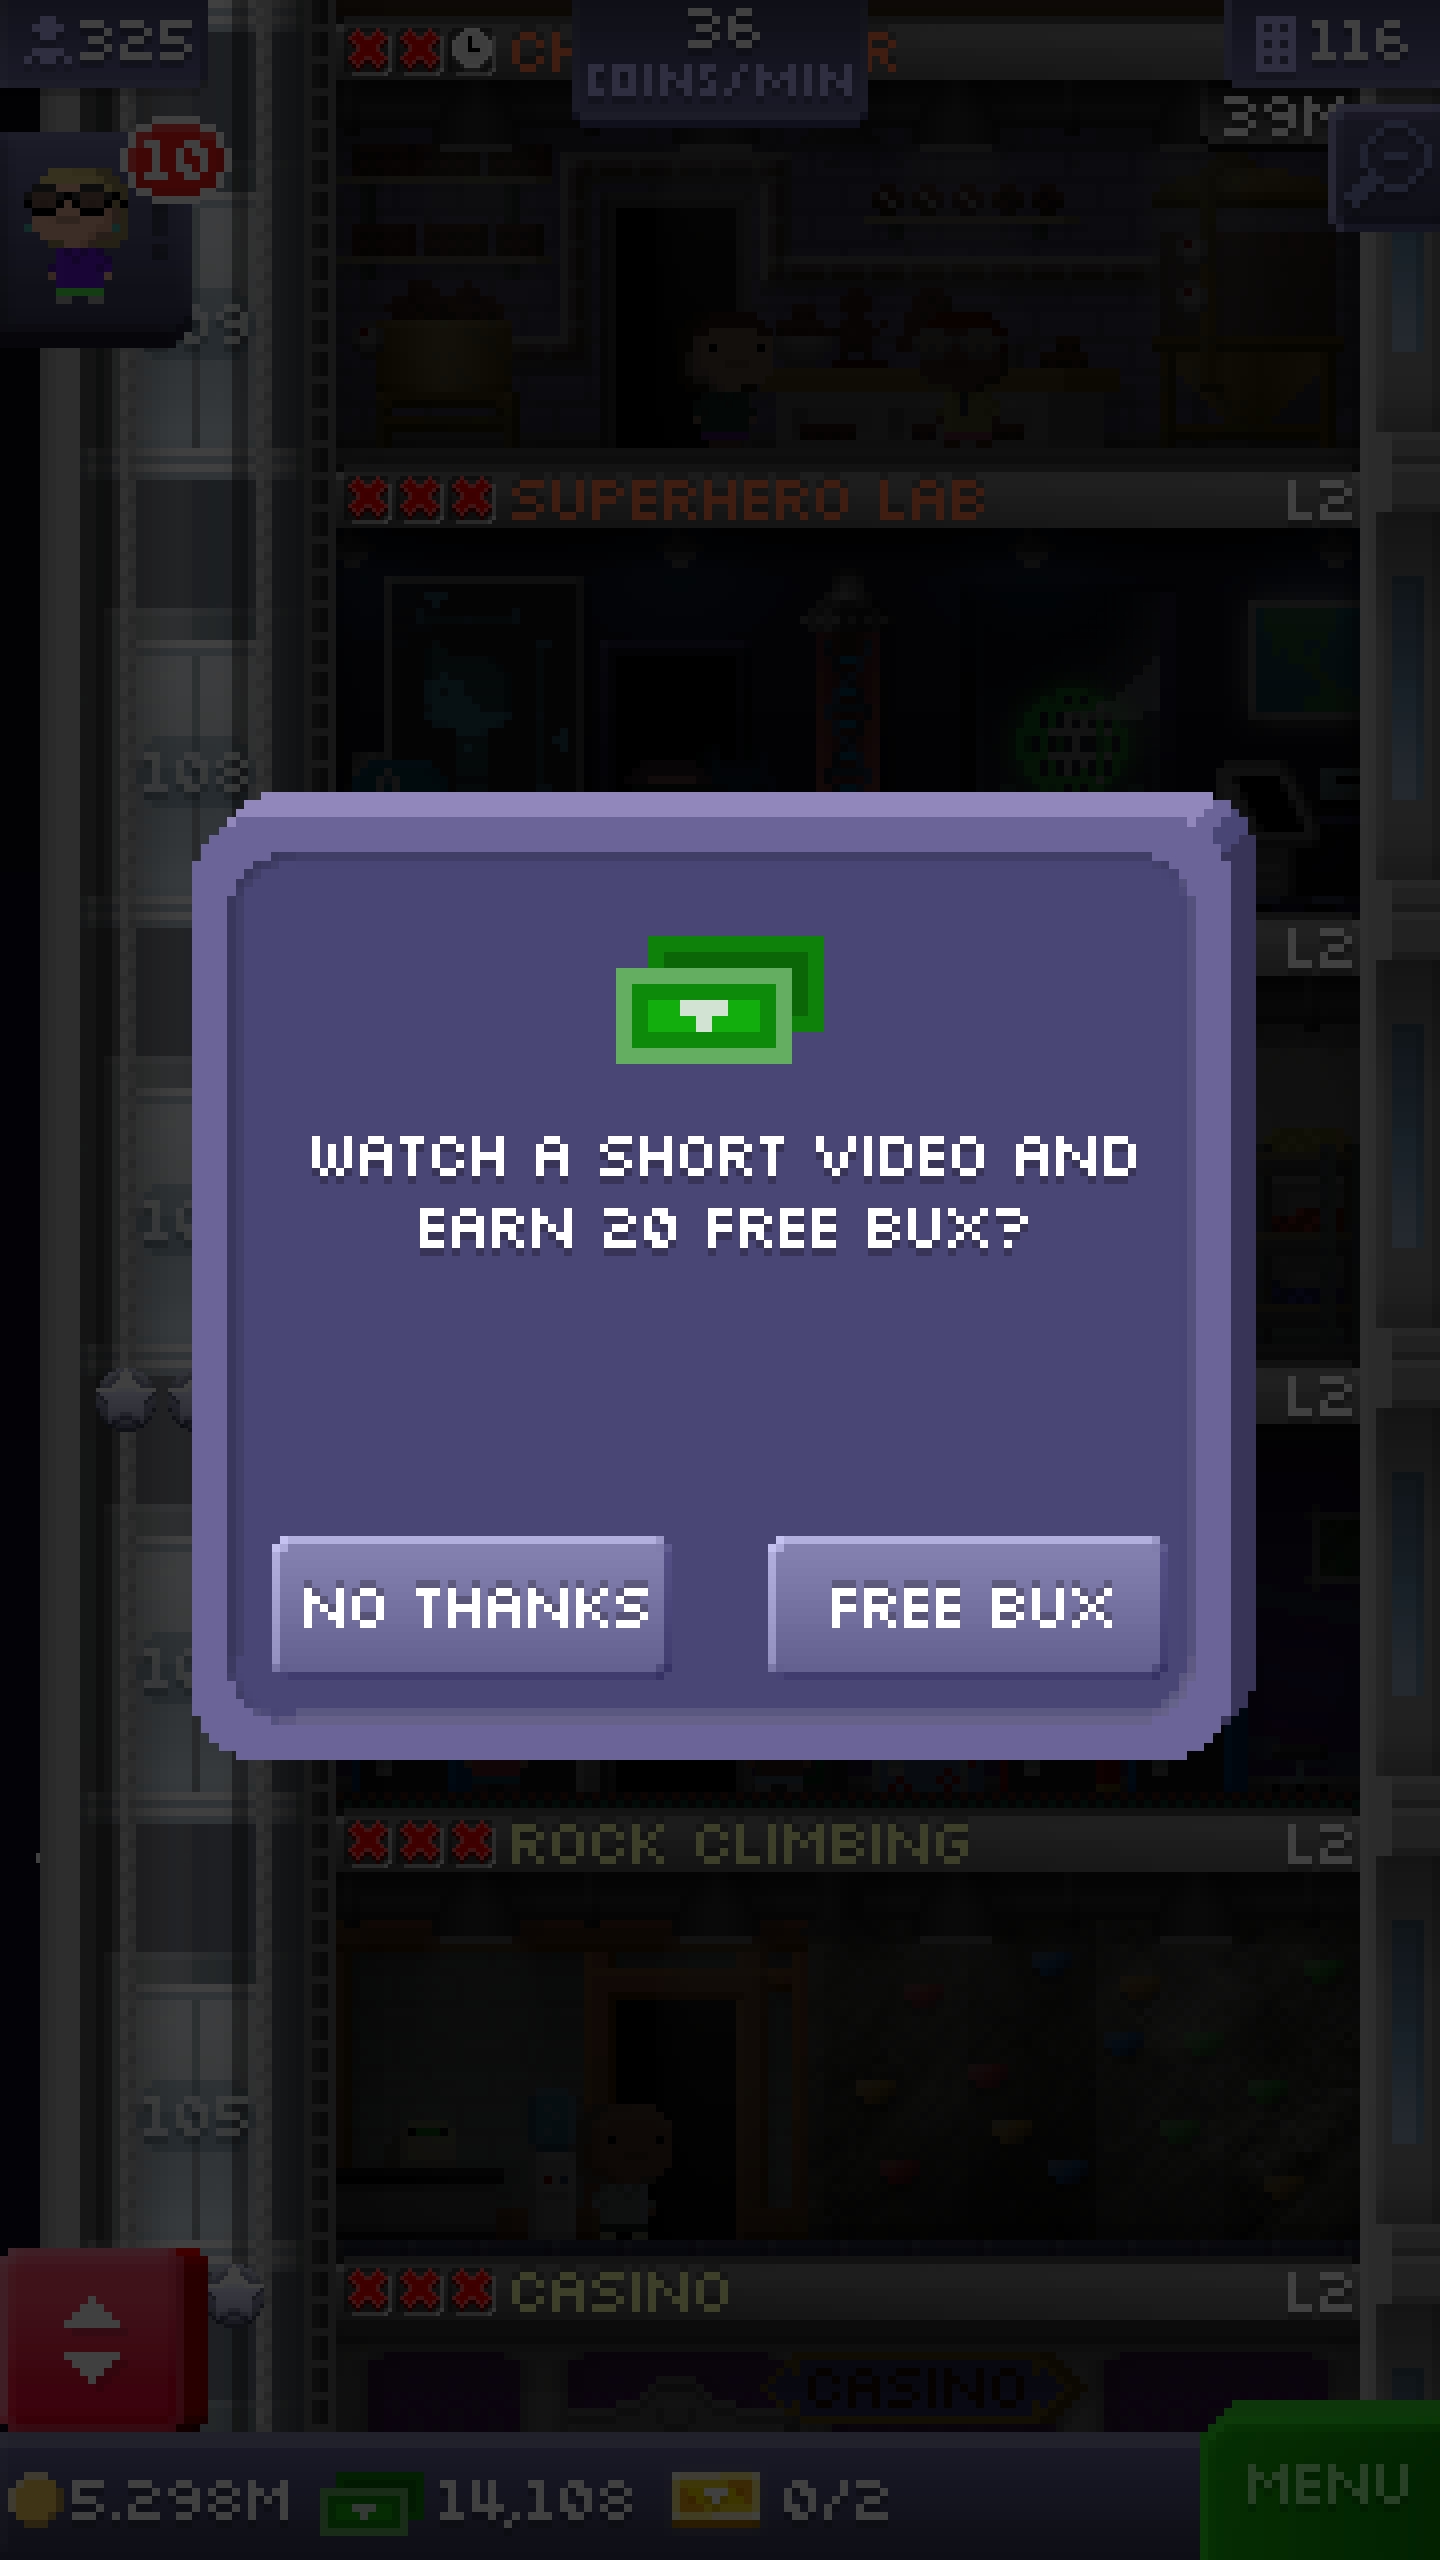 325
36
COINS/MIN
116
10
39M
SUPERHERO LAB L2
108
L2
WATCH A SHORT VIDEO AND
EARN 20 FREE BUX?
L2
NO THANKS FREE BUX
ROCK CLIMBING L2
105
CASINO L2
CASINO
5.298M 14,108 0/2
MENU